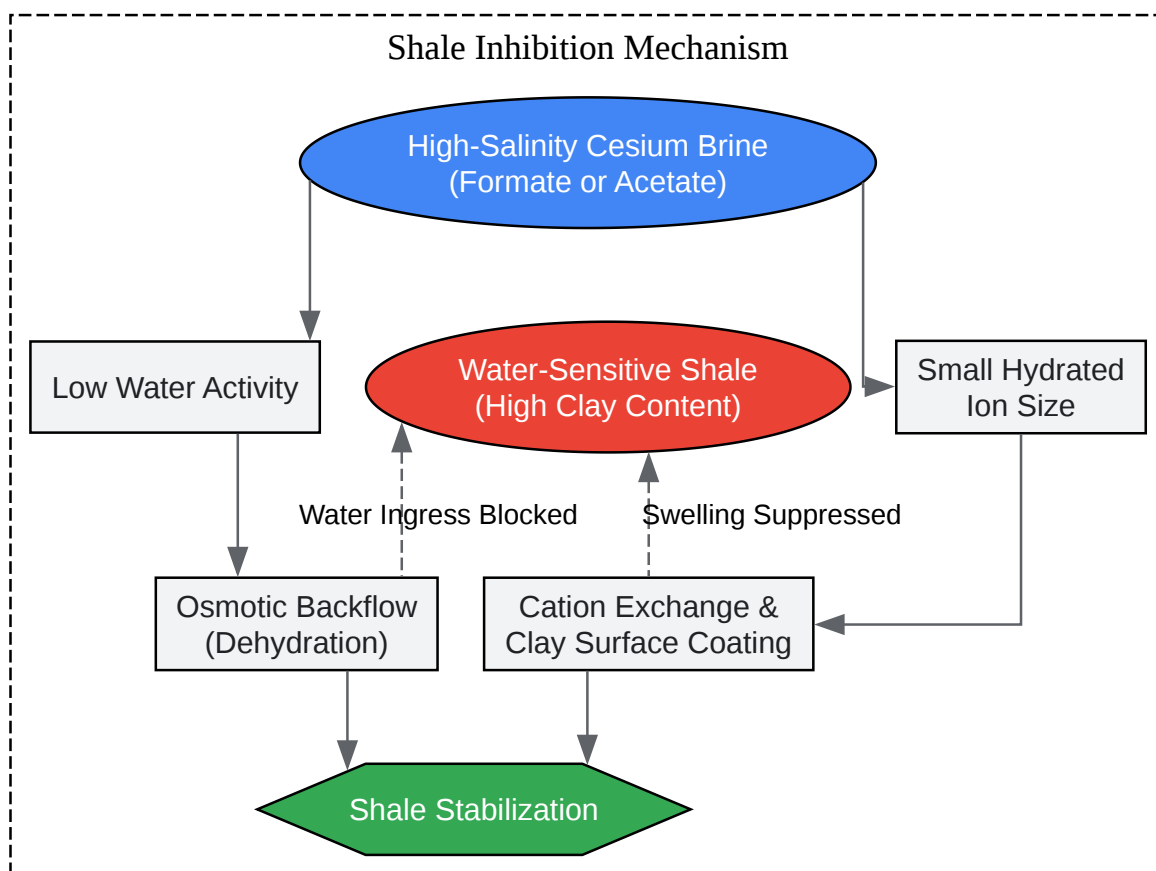 Shale Inhibition Mechanism
High-Salinity Cesium Brine
(Formate or Acetate)
Low Water Activity
Water-Sensitive Shale
(High Clay Content)
Small Hydrated
Ion Size
Water Ingress Blocked
Swelling Suppressed
Osmotic Backflow
(Dehydration)
Cation Exchange &
Clay Surface Coating
Shale Stabilization